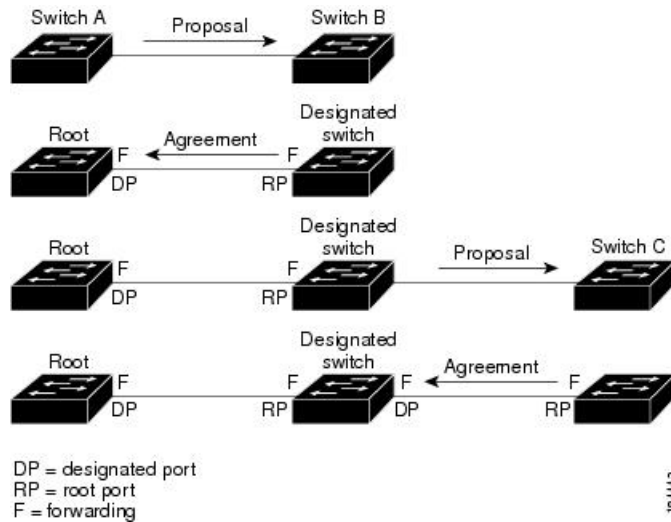 Switch A
Proposal
Switch B
Root
F
Agreement
F
Designated
switch
DP
RP
Root
F
F
Designated
switch
Proposal
Switch C
DP
RP
Root
F
F
Designated
switch
F
Agreement
F
DP
RP
DP
RP
DP = designated port
RP = root port
F = forwarding